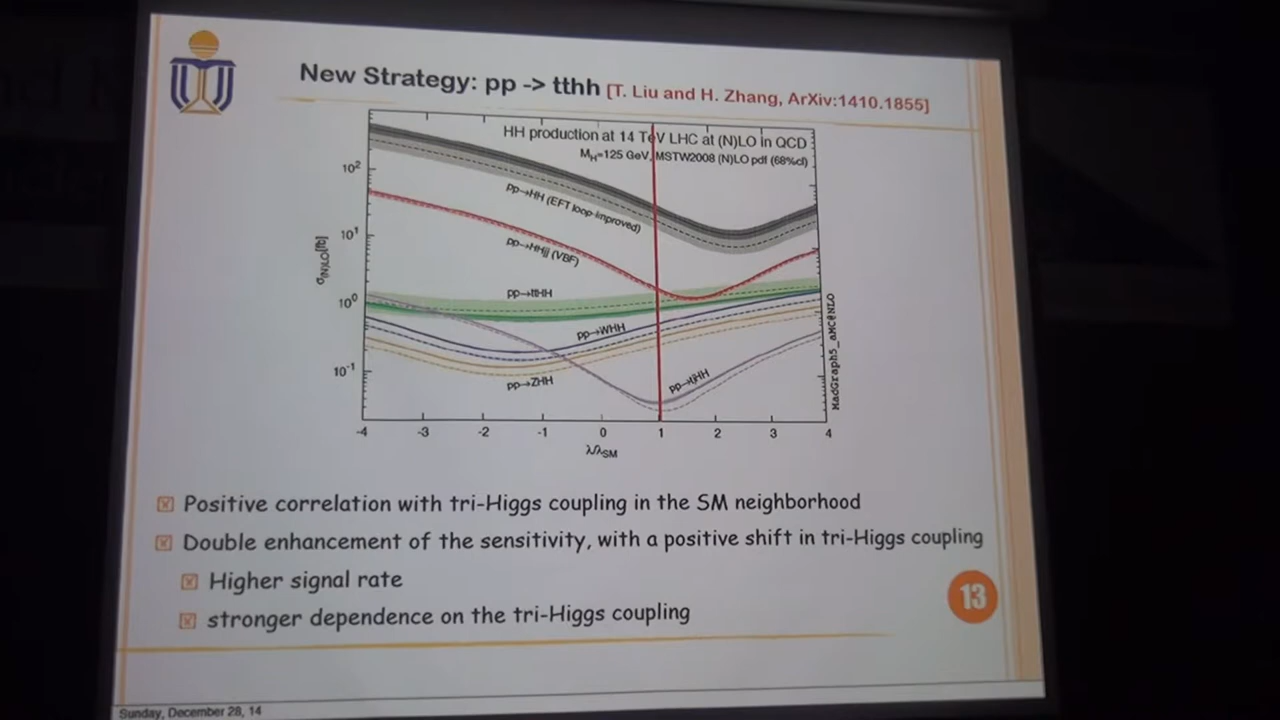 New Strategy: pp -> tthh [T. Liu and H. Zhang, ArXiv:1410.1855]
HH production at 14 TeV LHC at (N)LO in QCD
MH=125 GeV, MSTW2008 (N)LO pdf (68%cl)
pp→HH (EFT loop-improved)
pp→HHjj (VBF)
pp→ttHH
pp→WHH
pp→ZHH
pp→tjHH
σ(N)LO[fb]
10²
10¹
10⁰
10⁻¹
-4 -3 -2 -1 0 1 2 3 4
λ/λSM
MadGraph5_aMC@NLO
Positive correlation with tri-Higgs coupling in the SM neighborhood
Double enhancement of the sensitivity, with a positive shift in tri-Higgs coupling
Higher signal rate
stronger dependence on the tri-Higgs coupling
13
Sunday, December 28, 14